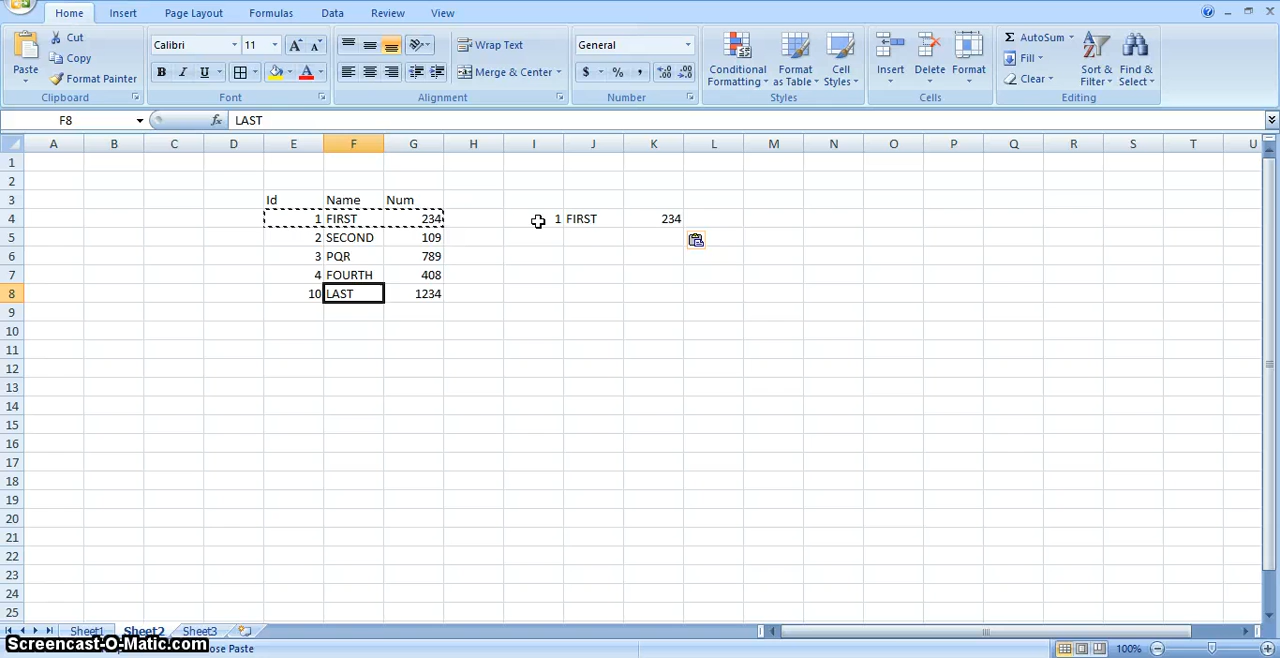 Home Insert Page Layout Formulas Data Review View
Paste
Cut
Copy
Format Painter
Clipboard
Calibri 11 A A
B I U A
Font
Wrap Text
Merge & Center
Alignment
General
$ % , .0 .00 .00 .0
Number
Conditional Formatting
Format as Table
Cell Styles
Styles
Insert Delete Format
Cells
Σ AutoSum
Fill
Clear
Sort & Filter
Find & Select
Editing
F8 fx LAST
A B C D E F G H I J K L M N O P Q R S T U
1
2
3 Id Name Num
4 1 FIRST 234 1 FIRST 234
5 2 SECOND 109
6 3 PQR 789
7 4 FOURTH 408
8 10 LAST 1234
9
10
11
12
13
14
15
16
17
18
19
20
21
22
23
24
25
Sheet1 Sheet2 Sheet3
Screencast-O-Matic.com
Paste 100%